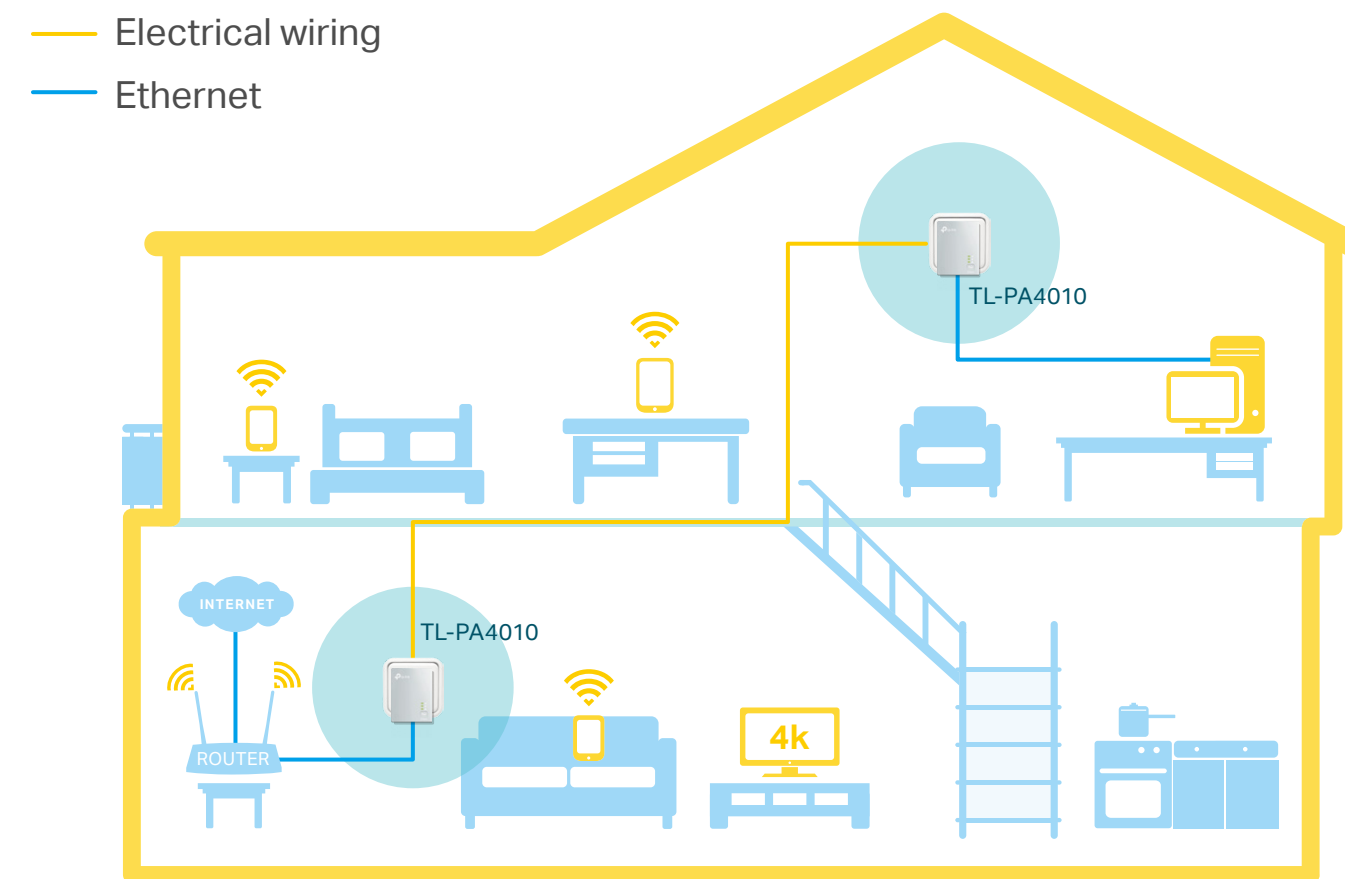 Electrical wiring
Ethernet
TL-PA4010
INTERNET
TL-PA4010
4k
ROUTER